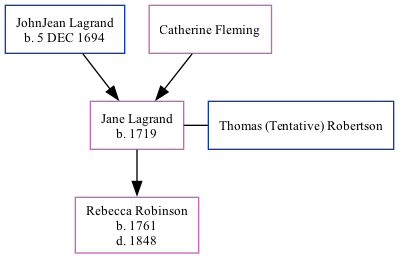 JohnJean Lagrand
b. 5 DEC 1694
Catherine Fleming
Jane Lagrand
b. 1719
Thomas (Tentative) Robertson
Rebecca Robinson
b. 1761
d. 1848